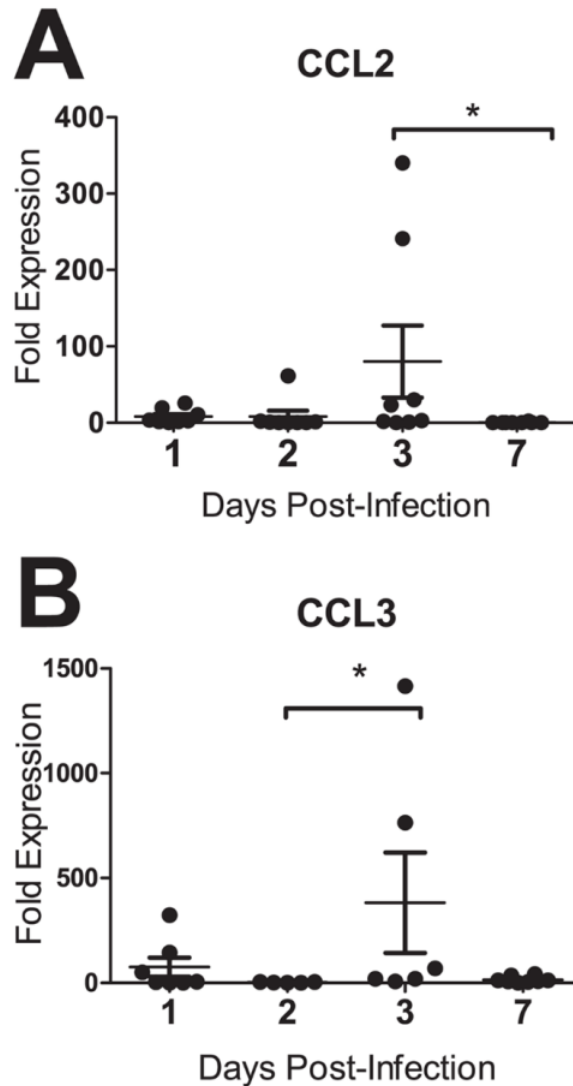 A
CCL2
*
400
300
200
100
0
Fold Expression
1 2 3 7
Days Post-Infection
B
CCL3
*
1500
1000
500
0
Fold Expression
1 2 3 7
Days Post-Infection